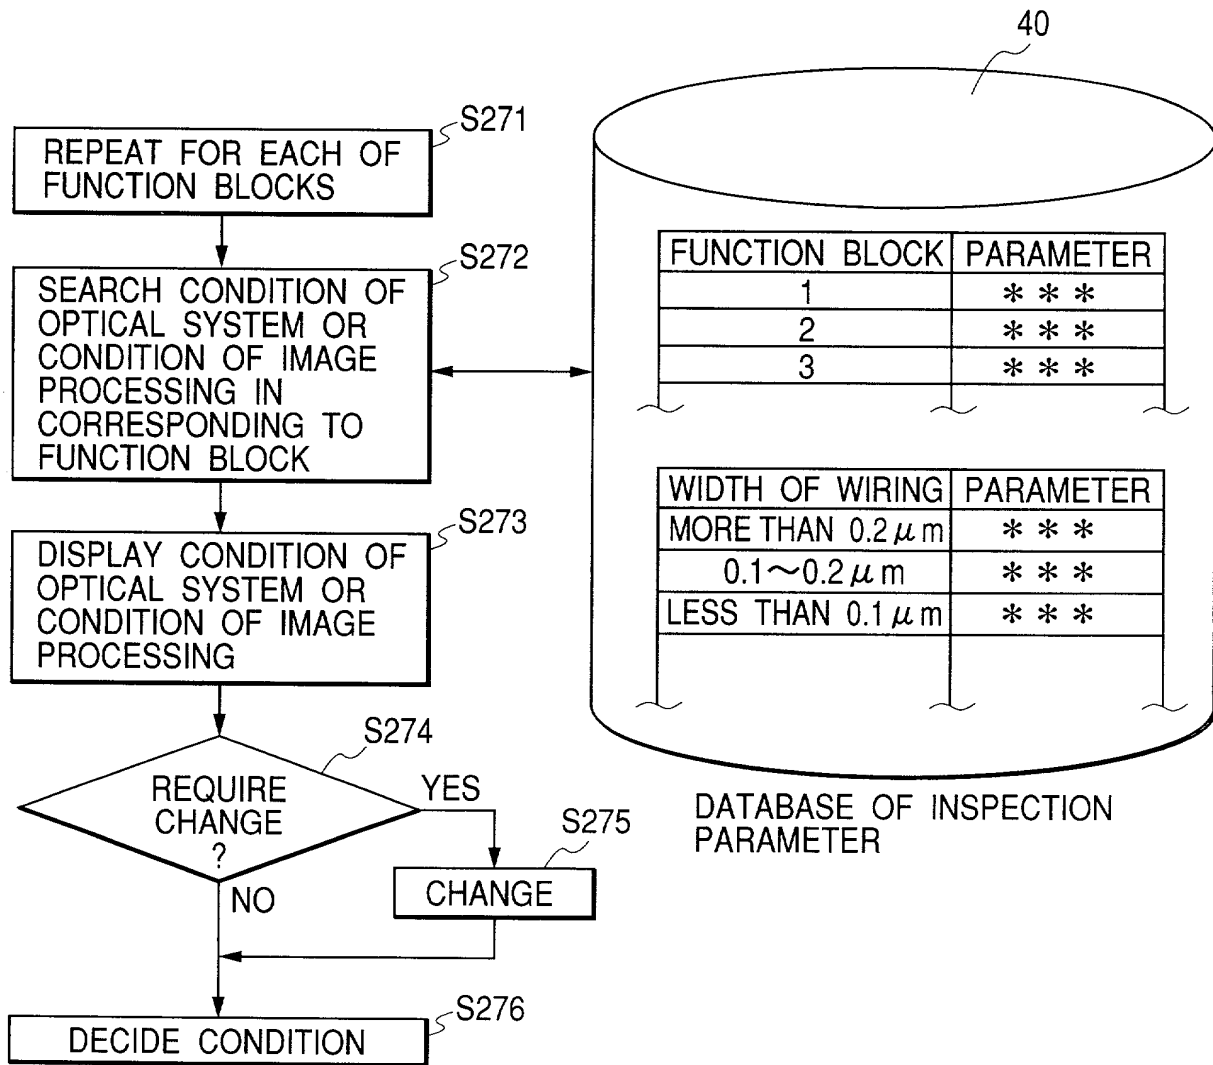 S271
REPEAT FOR EACH OF
FUNCTION BLOCKS
S272
SEARCH CONDITION OF
OPTICAL SYSTEM OR
CONDITION OF IMAGE
PROCESSING IN
CORRESPONDING TO
FUNCTION BLOCK
S273
DISPLAY CONDITION OF
OPTICAL SYSTEM OR
CONDITION OF IMAGE
PROCESSING
S274
REQUIRE
CHANGE
?
YES
NO
S275
CHANGE
S276
DECIDE CONDITION
40
FUNCTION BLOCK PARAMETER
1 ***
2 ***
3 ***
WIDTH OF WIRING PARAMETER
MORE THAN 0.2μm ***
0.1~0.2μm ***
LESS THAN 0.1μm ***
DATABASE OF INSPECTION
PARAMETER